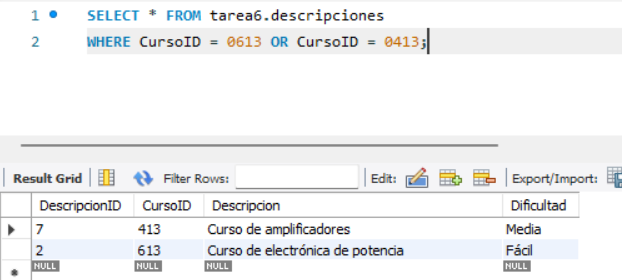 1 SELECT * FROM tarea6.descripciones
2 WHERE CursoID = 0613 OR CursoID = 0413;
Result Grid Filter Rows: Edit: Export/Import:
DescripcionID CursoID Descripcion Dificultad
7 413 Curso de amplificadores Media
2 613 Curso de electrónica de potencia Fácil
NULL NULL NULL NULL